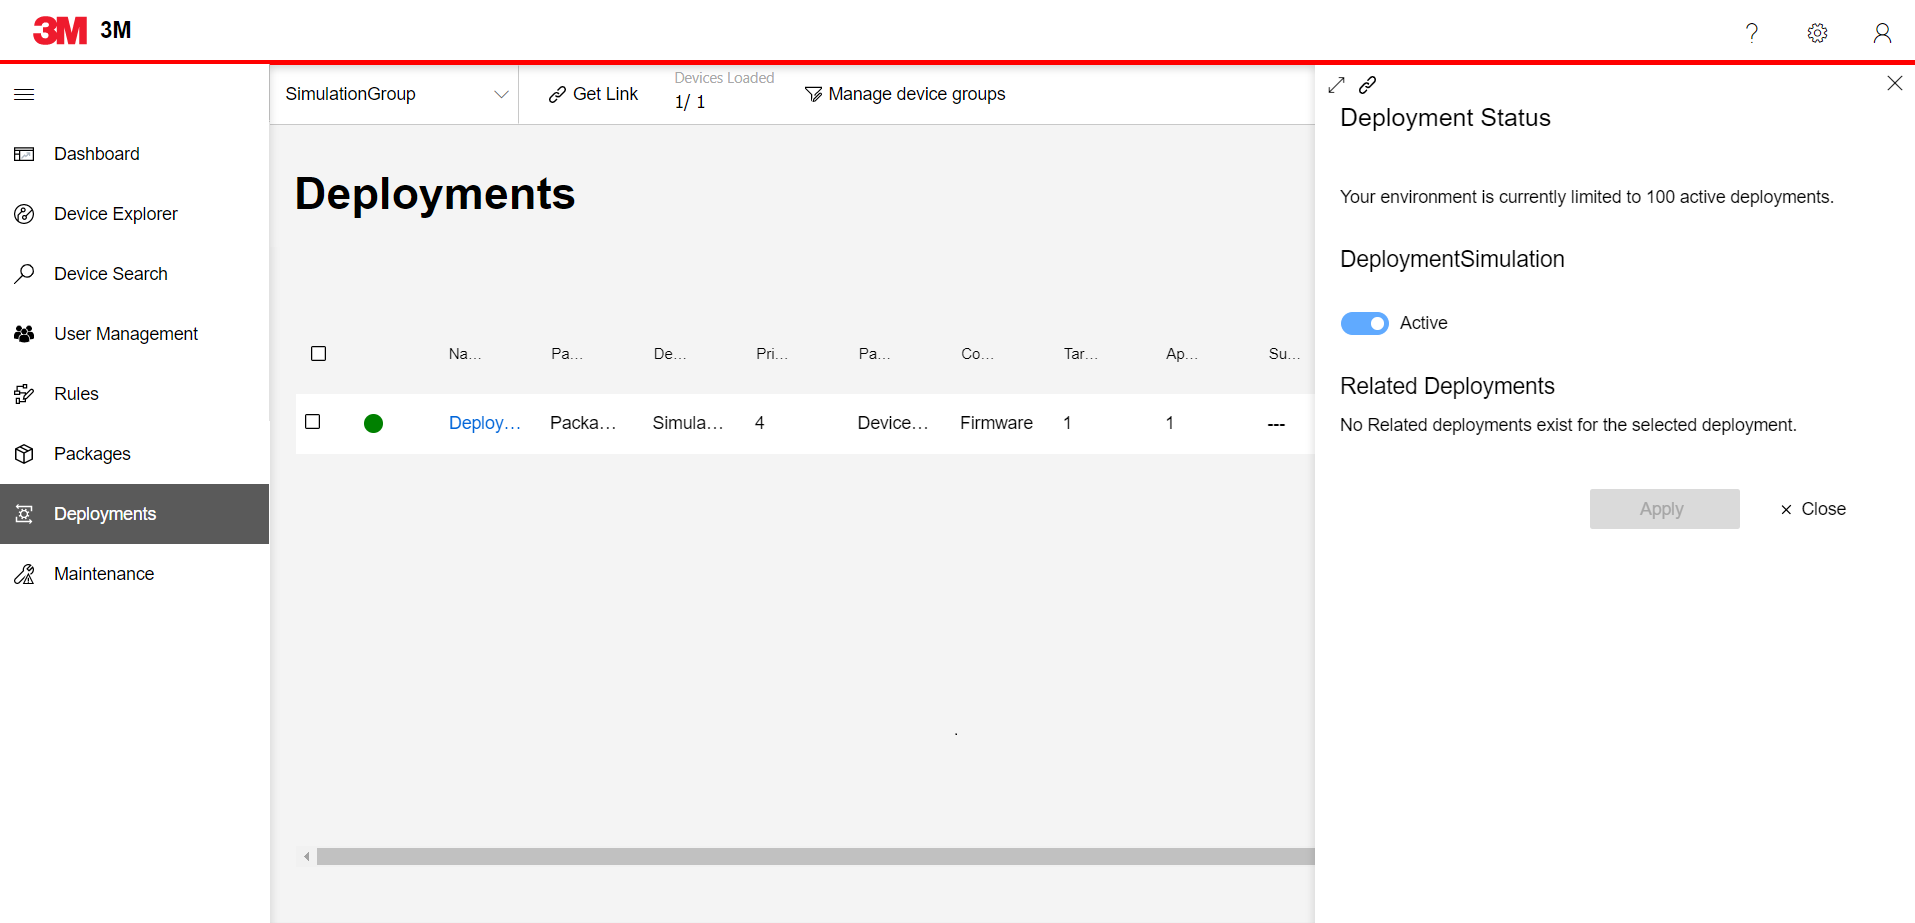 3M 3M
?
SimulationGroup
Get Link
Devices Loaded
1/ 1
Manage device groups
Dashboard
Device Explorer
Device Search
User Management
Rules
Packages
Deployments
Maintenance
Deployments
Na... Pa... De... Pri... Pa... Co... Tar... Ap... Su...
Deploy... Packa... Simula... 4 Device... Firmware 1 1 ---
Deployment Status
Your environment is currently limited to 100 active deployments.
DeploymentSimulation
Active
Related Deployments
No Related deployments exist for the selected deployment.
Apply
× Close